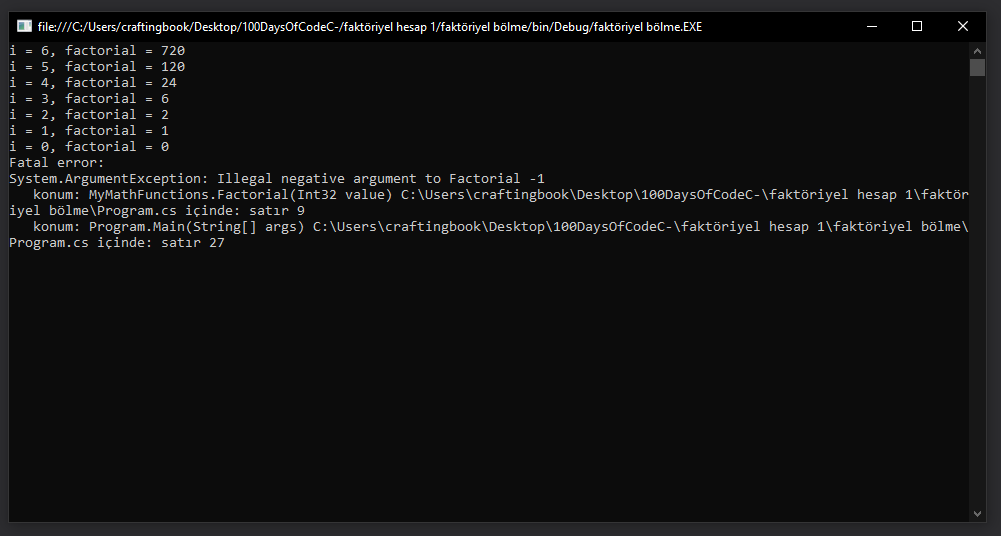 file:///C:/Users/craftingbook/Desktop/100DaysOfCodeC-/faktöriyel hesap 1/faktöriyel bölme/bin/Debug/faktöriyel bölme.EXE
i = 6, factorial = 720
i = 5, factorial = 120
i = 4, factorial = 24
i = 3, factorial = 6
i = 2, factorial = 2
i = 1, factorial = 1
i = 0, factorial = 0
Fatal error:
System.ArgumentException: Illegal negative argument to Factorial -1
   konum: MyMathFunctions.Factorial(Int32 value) C:\Users\craftingbook\Desktop\100DaysOfCodeC-\faktöriyel hesap 1\faktör
iyel bölme\Program.cs içinde: satır 9
   konum: Program.Main(String[] args) C:\Users\craftingbook\Desktop\100DaysOfCodeC-\faktöriyel hesap 1\faktöriyel bölme\
Program.cs içinde: satır 27